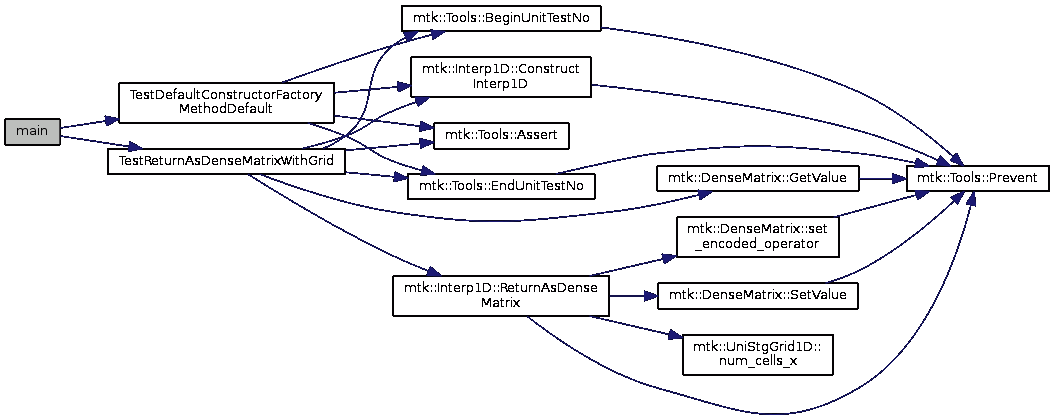 main
TestDefaultConstructorFactory
MethodDefault
TestReturnAsDenseMatrixWithGrid
mtk::Tools::BeginUnitTestNo
mtk::Interp1D::Construct
Interp1D
mtk::Tools::Assert
mtk::Tools::EndUnitTestNo
mtk::Interp1D::ReturnAsDense
Matrix
mtk::DenseMatrix::GetValue
mtk::DenseMatrix::set
_encoded_operator
mtk::DenseMatrix::SetValue
mtk::UniStgGrid1D::
num_cells_x
mtk::Tools::Prevent